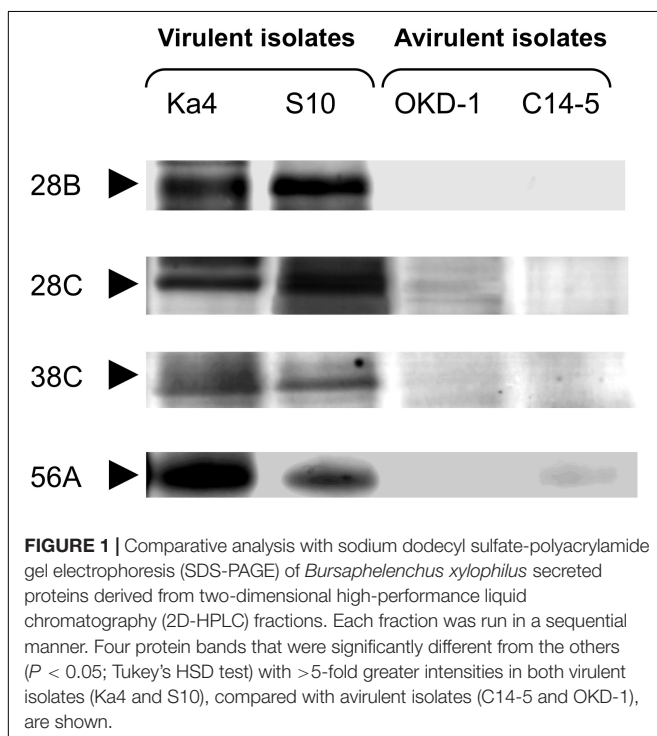 Virulent isolates Avirulent isolates
Ka4 S10 OKD-1 C14-5
28B
28C
38C
56A
FIGURE 1 | Comparative analysis with sodium dodecyl sulfate-polyacrylamide
gel electrophoresis (SDS-PAGE) of Bursaphelenchus xylophilus secreted
proteins derived from two-dimensional high-performance liquid
chromatography (2D-HPLC) fractions. Each fraction was run in a sequential
manner. Four protein bands that were significantly different from the others
(P < 0.05; Tukey's HSD test) with >5-fold greater intensities in both virulent
isolates (Ka4 and S10), compared with avirulent isolates (C14-5 and OKD-1),
are shown.